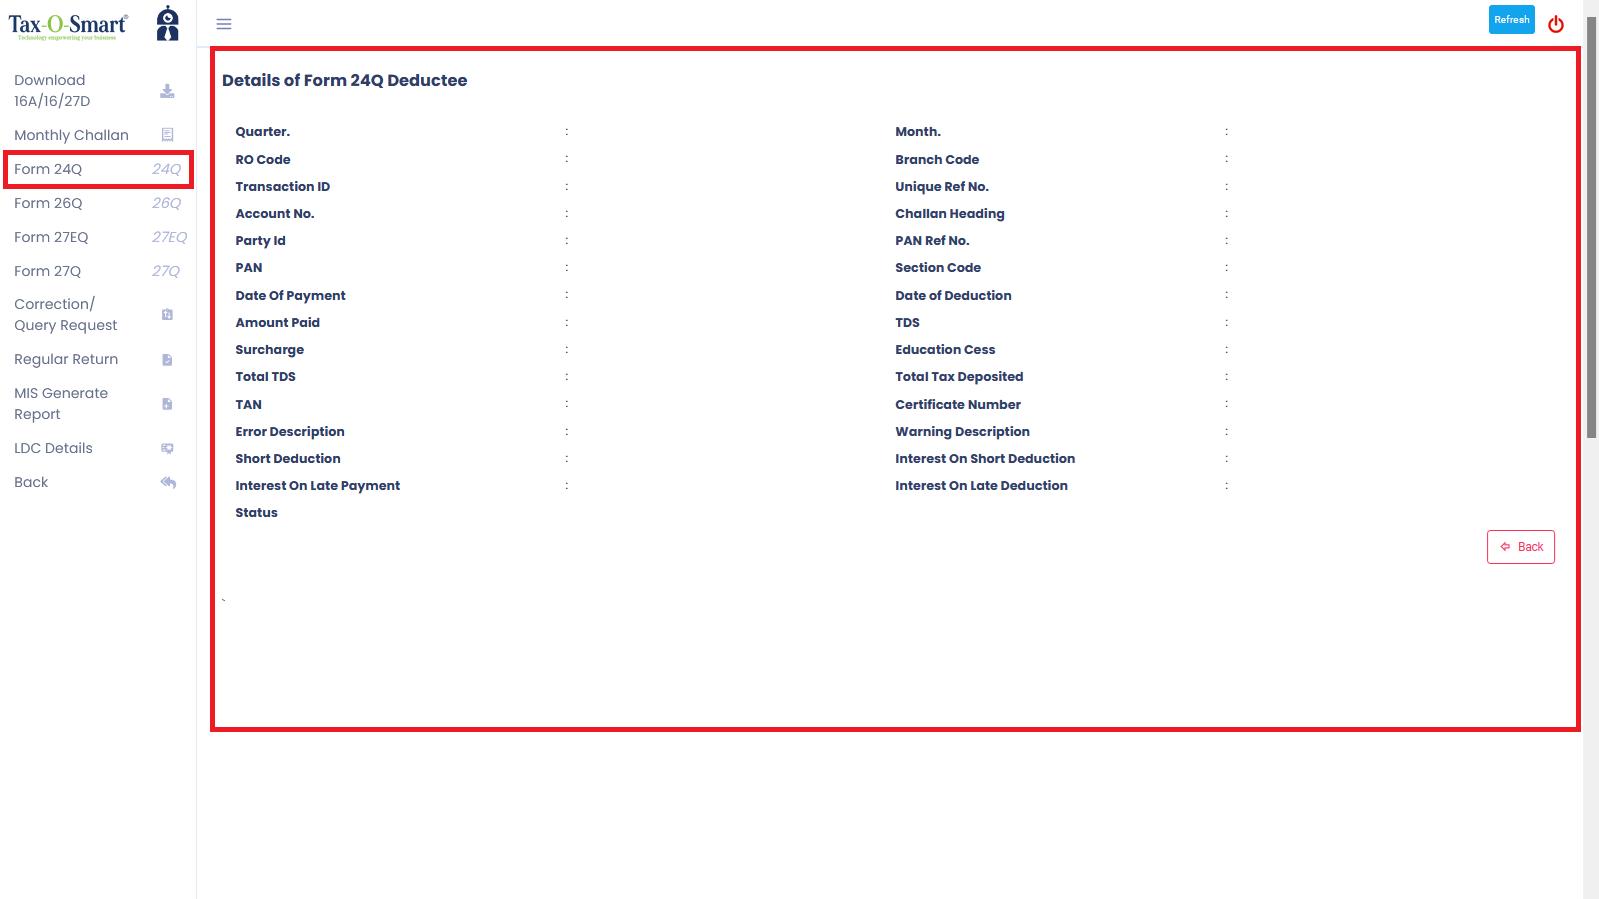 Tax-O-Smart®
Technology empowering your business
Refresh
Download
16A/16/27D
Monthly Challan
Form 24Q 24Q
Form 26Q 26Q
Form 27EQ 27EQ
Form 27Q 27Q
Correction/
Query Request
Regular Return
MIS Generate
Report
LDC Details
Back
Details of Form 24Q Deductee
Quarter. : Month. :
RO Code : Branch Code :
Transaction ID : Unique Ref No. :
Account No. : Challan Heading :
Party Id : PAN Ref No. :
PAN : Section Code :
Date Of Payment : Date of Deduction :
Amount Paid : TDS :
Surcharge : Education Cess :
Total TDS : Total Tax Deposited :
TAN : Certificate Number :
Error Description : Warning Description :
Short Deduction : Interest On Short Deduction :
Interest On Late Payment : Interest On Late Deduction :
Status
Back
`